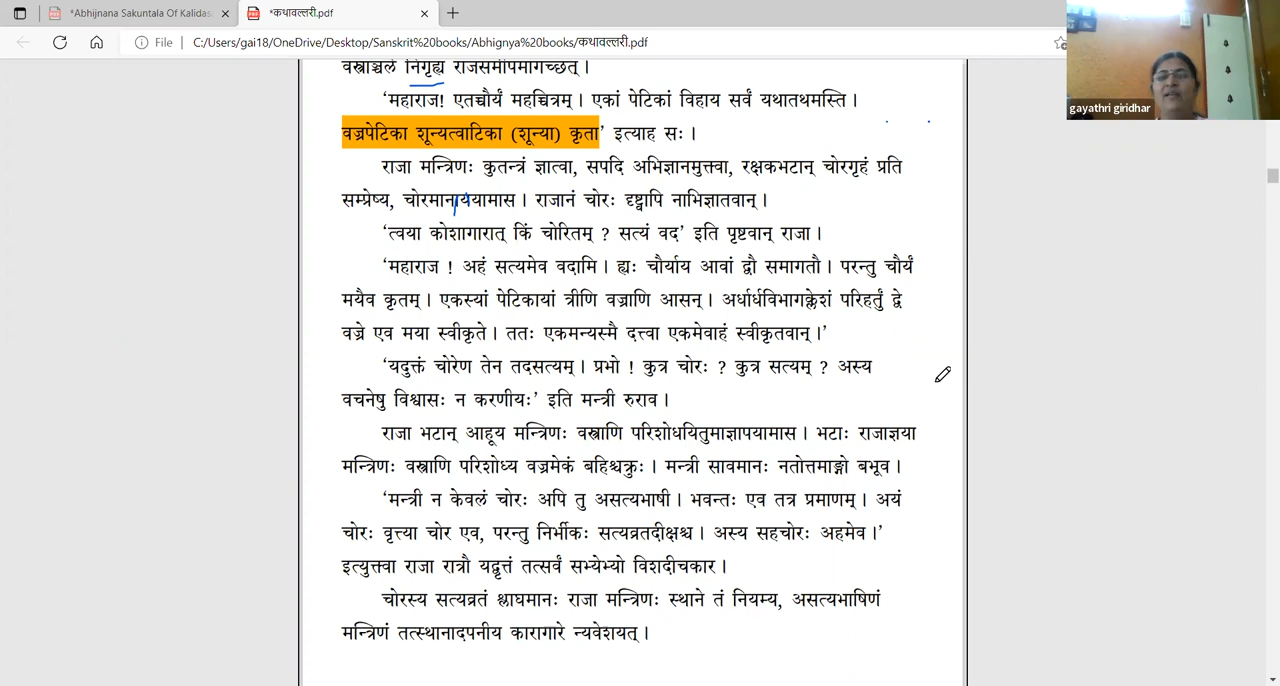 *Abhijnana Sakuntala Of Kalidas
*कथावल्लरी.pdf
File C:/Users/gai18/OneDrive/Desktop/Sanskrit%20books/Abhignya%20books/कथावल्लरी.pdf
gayathri giridhar
वस्त्राञ्चलं निगृह्य राजसमीपमागच्छत् ।
‘महाराज! एतच्चौर्यं महच्चित्रम् । एकां पेटिकां विहाय सर्वं यथातथमस्ति ।
वज्रपेटिका शून्यत्वाटिका (शून्या) कृता’ इत्याह सः ।
राजा मन्त्रिणः कुतन्त्रं ज्ञात्वा, सपदि अभिज्ञानमुक्त्वा, रक्षकभटान् चोरगृहं प्रति
सम्प्रेष्य, चोरमानाययामास । राजानं चोरः दृष्ट्वापि नाभिज्ञातवान् ।
‘त्वया कोशागारात् किं चोरितम् ? सत्यं वद’ इति पृष्टवान् राजा ।
‘महाराज ! अहं सत्यमेव वदामि । ह्यः चौर्याय आवां द्वौ समागतौ । परन्तु चौर्यं
मयैव कृतम् । एकस्यां पेटिकायां त्रीणि वज्राणि आसन् । अर्धार्धविभागक्लेशं परिहर्तुं द्वे
वज्रे एव मया स्वीकृते । ततः एकमन्यस्मै दत्त्वा एकमेवाहं स्वीकृतवान् ।’
‘यदुक्तं चोरेण तेन तदसत्यम् । प्रभो ! कुत्र चोरः ? कुत्र सत्यम् ? अस्य
वचनेषु विश्वासः न करणीयः’ इति मन्त्री रुराव ।
राजा भटान् आहूय मन्त्रिणः वस्त्राणि परिशोधयितुमाज्ञापयामास । भटाः राजाज्ञया
मन्त्रिणः वस्त्राणि परिशोध्य वज्रमेकं बहिश्चक्रुः । मन्त्री सावमानः नतोत्तमाङ्गो बभूव ।
‘मन्त्री न केवलं चोरः अपि तु असत्यभाषी । भवन्तः एव तत्र प्रमाणम् । अयं
चोरः वृत्त्या चोर एव, परन्तु निर्भीकः सत्यव्रतदीक्षश्च । अस्य सहचोरः अहमेव ।’
इत्युक्त्वा राजा रात्रौ यद्वृत्तं तत्सर्वं सभ्येभ्यो विशदीचकार ।
चोरस्य सत्यव्रतं श्लाघमानः राजा मन्त्रिणः स्थाने तं नियम्य, असत्यभाषिणं
मन्त्रिणं तत्स्थानादपनीय कारागारे न्यवेशयत् ।